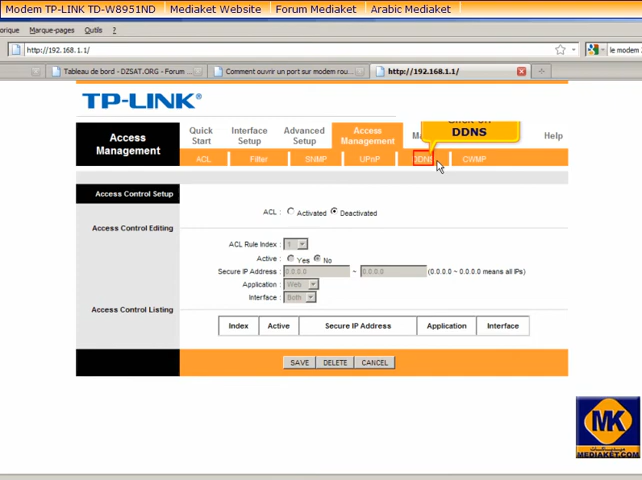 Modem TP-LINK TD-W8951ND Mediaket Website Forum Mediaket Arabic Mediaket
orique Marque-pages Outils ?
http://192.168.1.1/
le modem
Tableau de bord - DZSAT.ORG - Forum ... Comment ouvrir un port sur modem rou... http://192.168.1.1/
TP-LINK®
Access Management Quick Start Interface Setup Advanced Setup Access Management Help
DDNS
ACL Filter SNMP UPnP DDNS CWMP
Access Control Setup
ACL : Activated Deactivated
Access Control Editing
ACL Rule Index : 1
Active : Yes No
Secure IP Address : 0.0.0.0 ~ 0.0.0.0 (0.0.0.0 ~ 0.0.0.0 means all IPs)
Application : Web
Interface : Both
Access Control Listing
Index Active Secure IP Address Application Interface
SAVE DELETE CANCEL
MK
MEDIAKET.COM